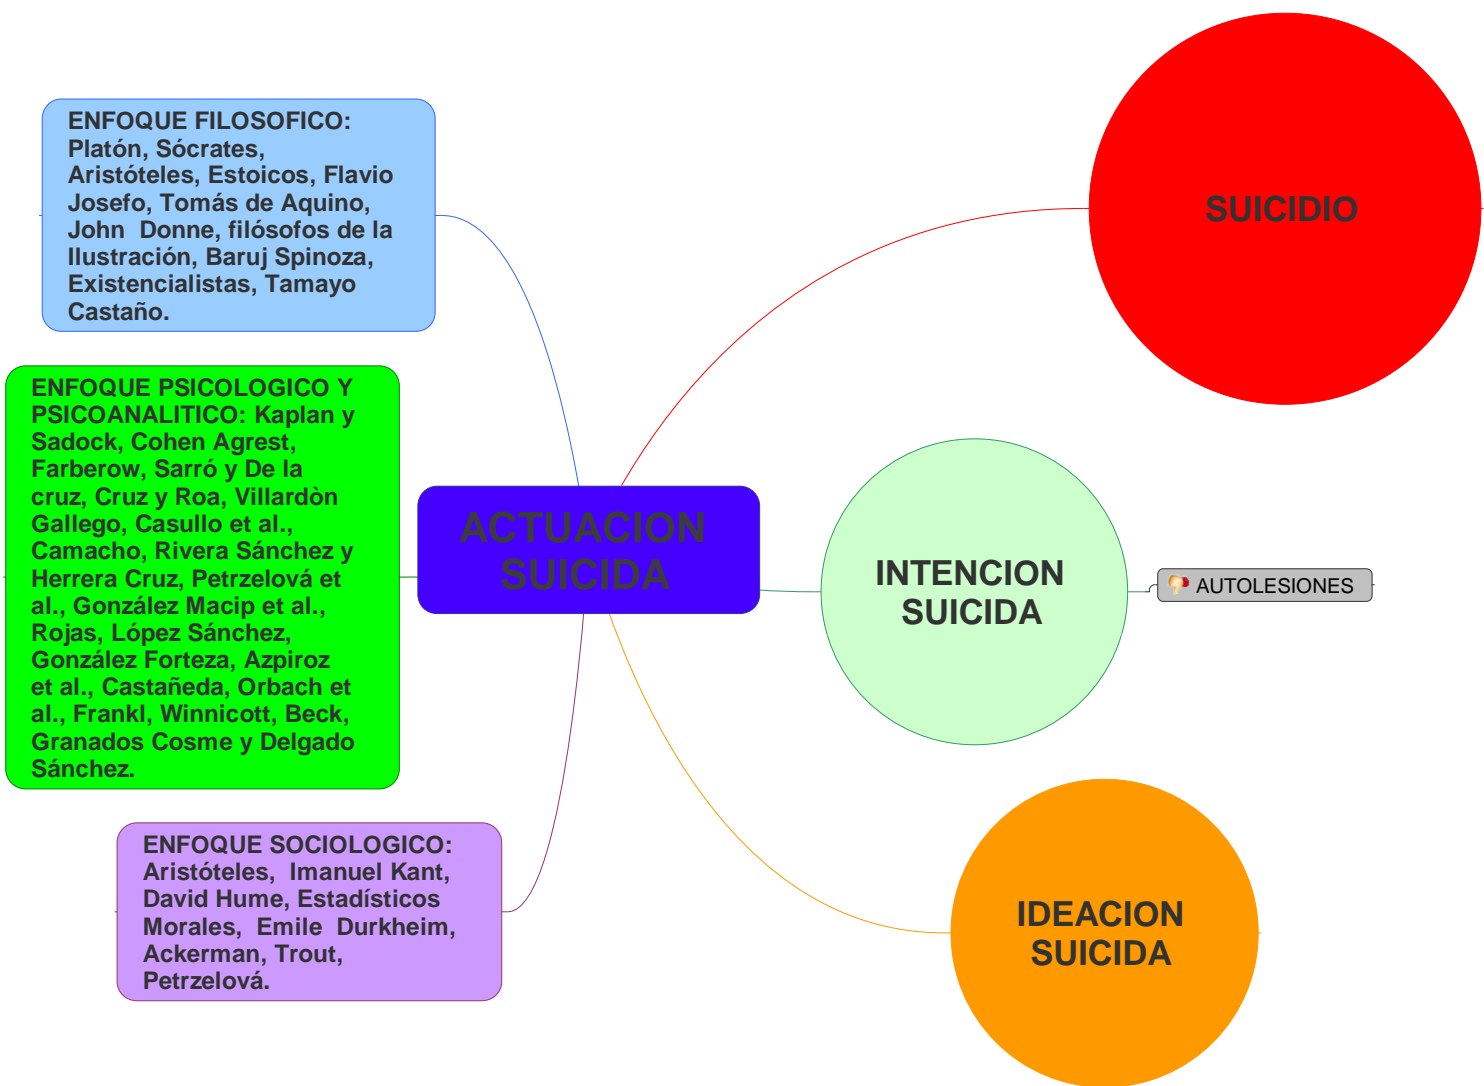 ENFOQUE FILOSOFICO:
Platón, Sócrates,
Aristóteles, Estoicos, Flavio
Josefo, Tomás de Aquino,
John  Donne, filósofos de la
Ilustración, Baruj Spinoza,
Existencialistas, Tamayo
Castaño.
ENFOQUE PSICOLOGICO Y
PSICOANALITICO: Kaplan y
Sadock, Cohen Agrest,
Farberow, Sarró y De la
cruz, Cruz y Roa, Villardòn
Gallego, Casullo et al.,
Camacho, Rivera Sánchez y
Herrera Cruz, Petrzelová et
al., González Macip et al.,
Rojas, López Sánchez,
González Forteza, Azpiroz
et al., Castañeda, Orbach et
al., Frankl, Winnicott, Beck,
Granados Cosme y Delgado
Sánchez.
ENFOQUE SOCIOLOGICO:
Aristóteles,  Imanuel Kant,
David Hume, Estadísticos
Morales,  Emile  Durkheim,
Ackerman, Trout,
Petrzelová.
ACTUACION
SUICIDA
SUICIDIO
INTENCION
SUICIDA
AUTOLESIONES
IDEACION
SUICIDA